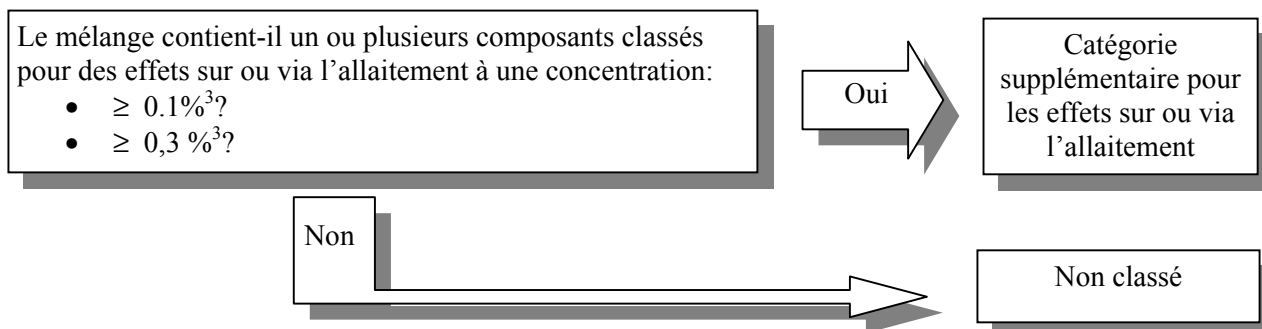 Le mélange contient-il un ou plusieurs composants classés
pour des effets sur ou via l’allaitement à une concentration:
• ≥ 0.1%³?
• ≥ 0,3 %³?
Oui
Catégorie
supplémentaire pour
les effets sur ou via
l’allaitement
Non
Non classé